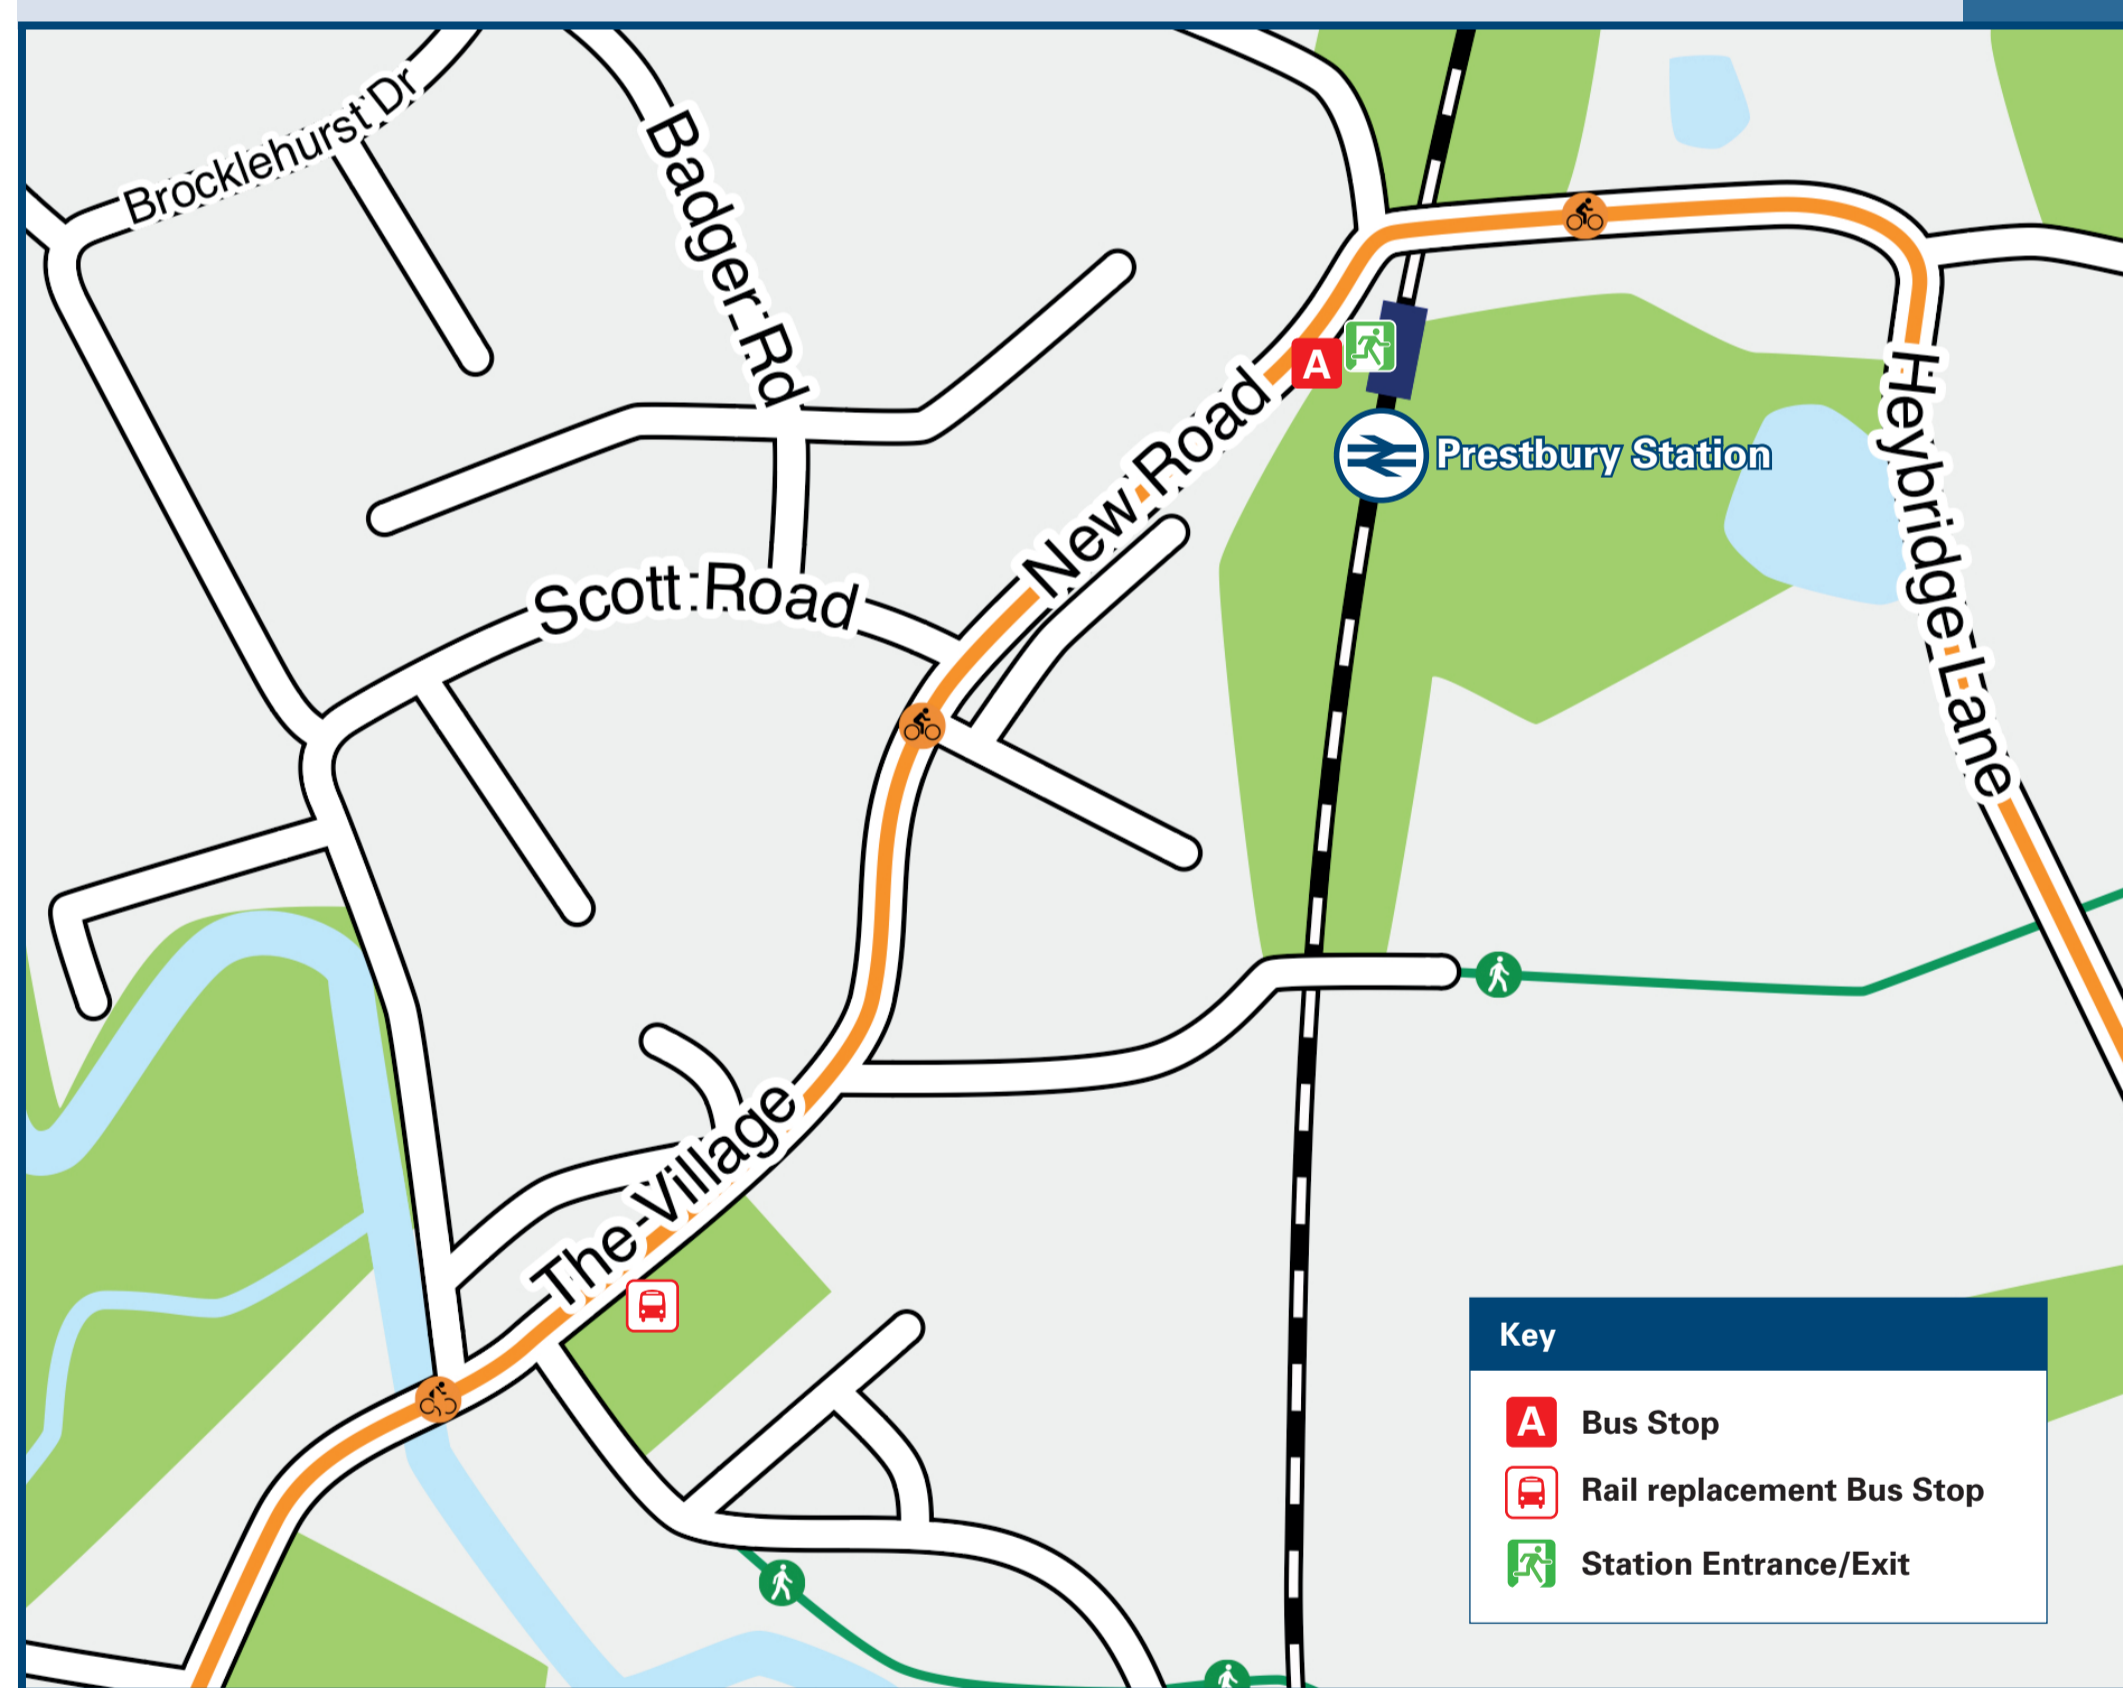 Brocklehurst Dr
Badger Rd
A
New Road
Prestbury Station
Heybridge Lane
Scott Road
The Village
Key
A Bus Stop
Rail replacement Bus Stop
Station Entrance/Exit